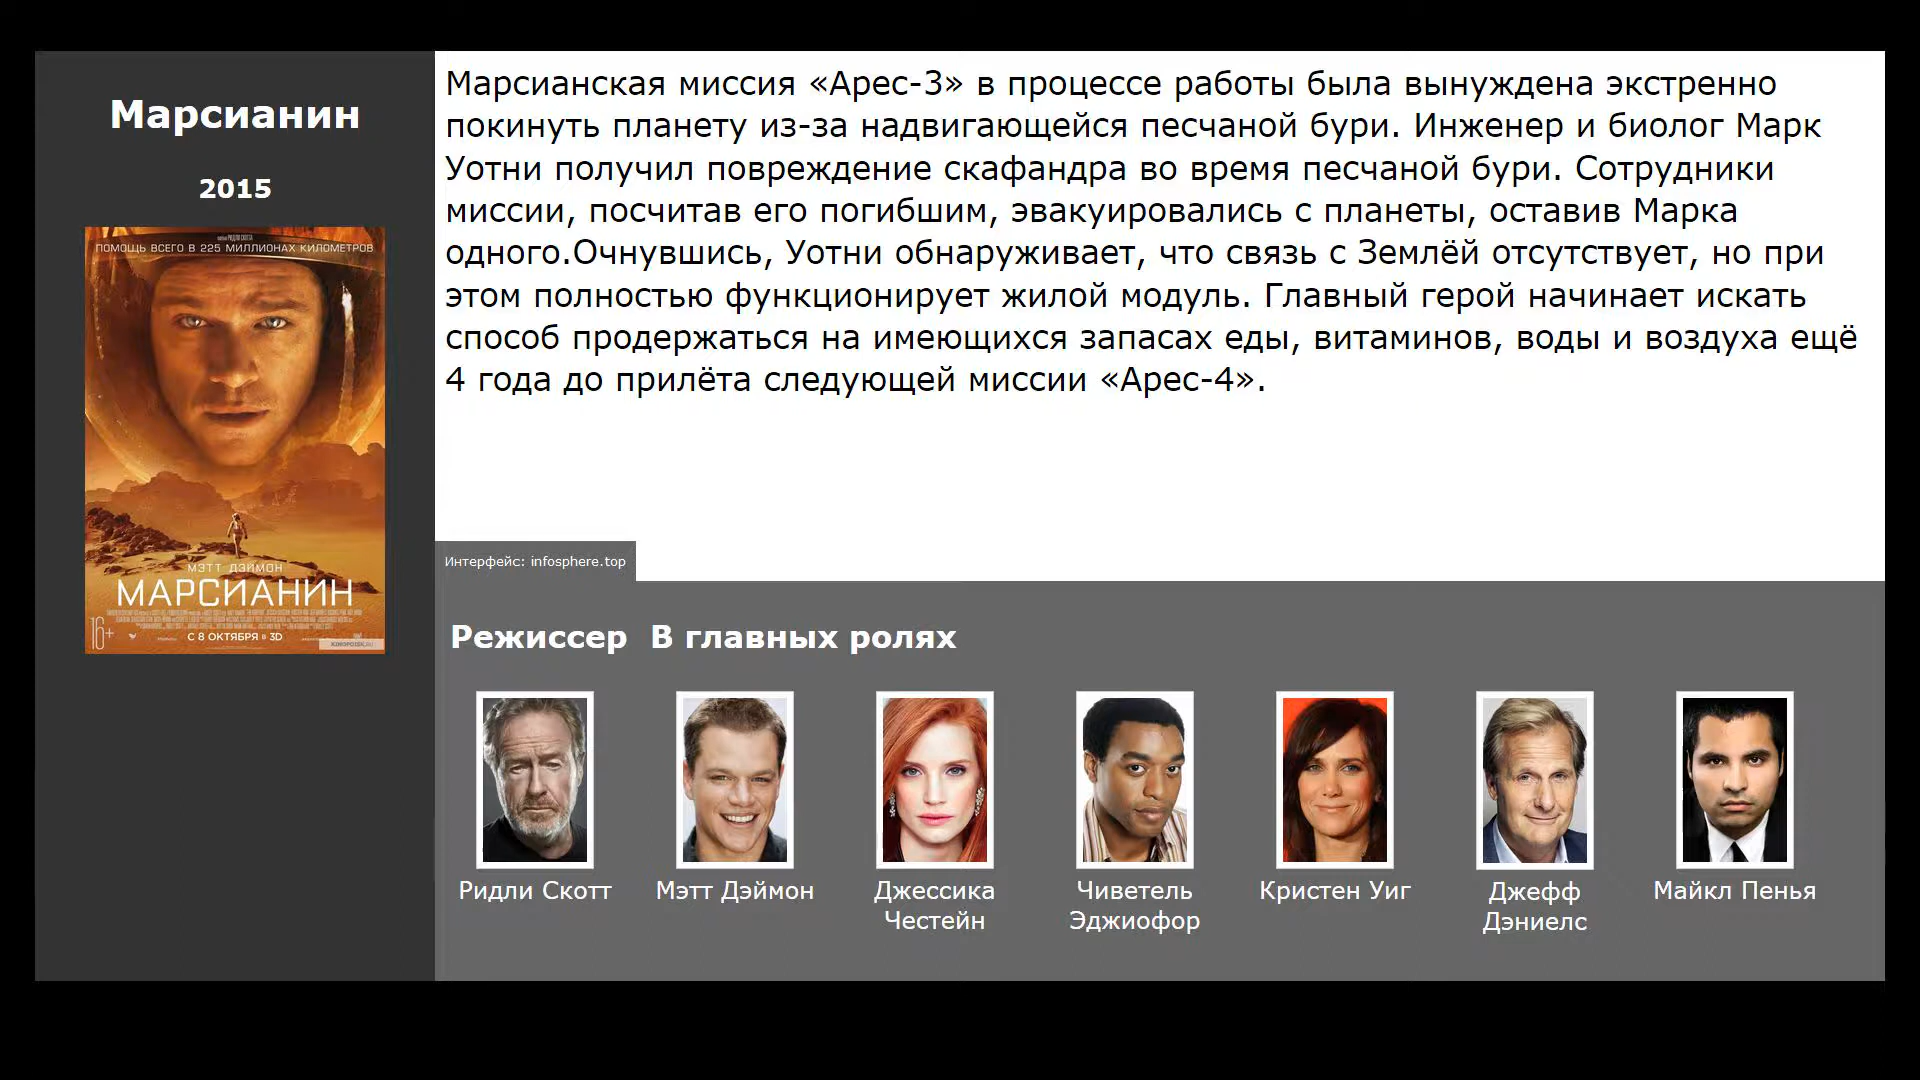 Марсианин
2015
ПОМОЩЬ ВСЕГО В 225 МИЛЛИОНАХ КИЛОМЕТРОВ
МЭТТ ДЭЙМОН
МАРСИАНИН
16+
С 8 ОКТЯБРЯ в 3D
KINOPOISK.RU
Марсианская миссия «Арес-3» в процессе работы была вынуждена экстренно
покинуть планету из-за надвигающейся песчаной бури. Инженер и биолог Марк
Уотни получил повреждение скафандра во время песчаной бури. Сотрудники
миссии, посчитав его погибшим, эвакуировались с планеты, оставив Марка
одного.Очнувшись, Уотни обнаруживает, что связь с Землёй отсутствует, но при
этом полностью функционирует жилой модуль. Главный герой начинает искать
способ продержаться на имеющихся запасах еды, витаминов, воды и воздуха ещё
4 года до прилёта следующей миссии «Арес-4».
Интерфейс: infosphere.top
Режиссер В главных ролях
Ридли Скотт
Мэтт Дэймон
Джессика
Честейн
Чиветель
Эджиофор
Кристен Уиг
Джефф
Дэниелс
Майкл Пенья